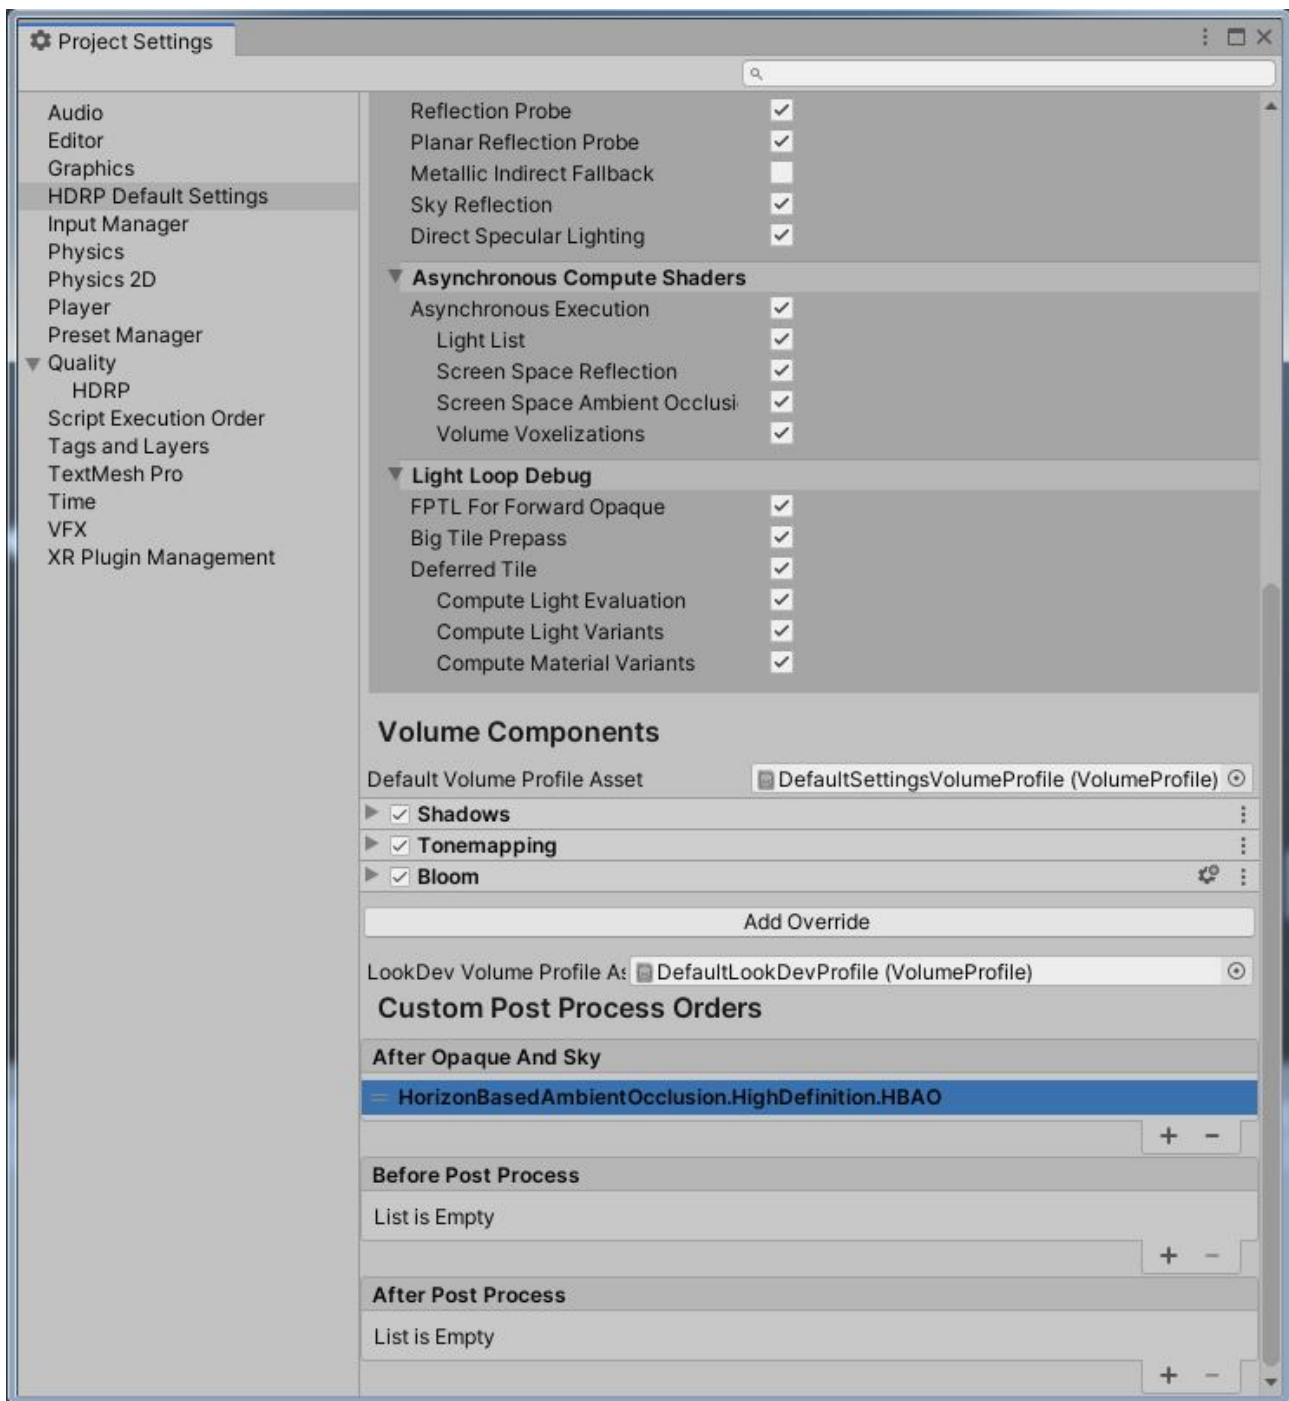 Project Settings
Audio
Editor
Graphics
HDRP Default Settings
Input Manager
Physics
Physics 2D
Player
Preset Manager
Quality
HDRP
Script Execution Order
Tags and Layers
TextMesh Pro
Time
VFX
XR Plugin Management
Reflection Probe
Planar Reflection Probe
Metallic Indirect Fallback
Sky Reflection
Direct Specular Lighting
Asynchronous Compute Shaders
Asynchronous Execution
Light List
Screen Space Reflection
Screen Space Ambient Occlusi
Volume Voxelizations
Light Loop Debug
FPTL For Forward Opaque
Big Tile Prepass
Deferred Tile
Compute Light Evaluation
Compute Light Variants
Compute Material Variants
Volume Components
Default Volume Profile Asset DefaultSettingsVolumeProfile (VolumeProfile)
Shadows
Tonemapping
Bloom
Add Override
LookDev Volume Profile As DefaultLookDevProfile (VolumeProfile)
Custom Post Process Orders
After Opaque And Sky
HorizonBasedAmbientOcclusion.HighDefinition.HBAO
Before Post Process
List is Empty
After Post Process
List is Empty